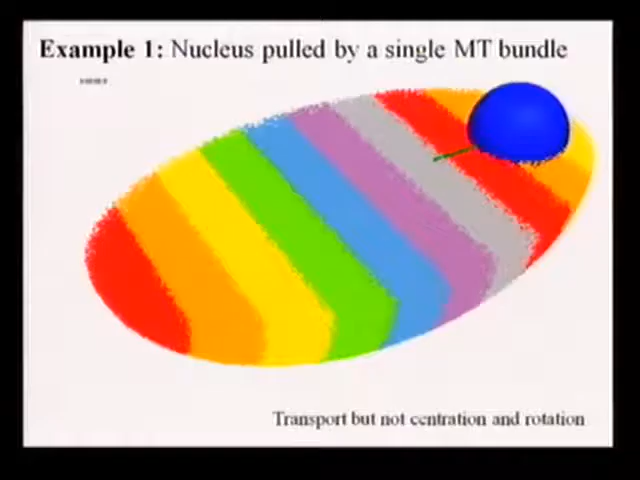 Example 1: Nucleus pulled by a single MT bundle
Transport but not centration and rotation